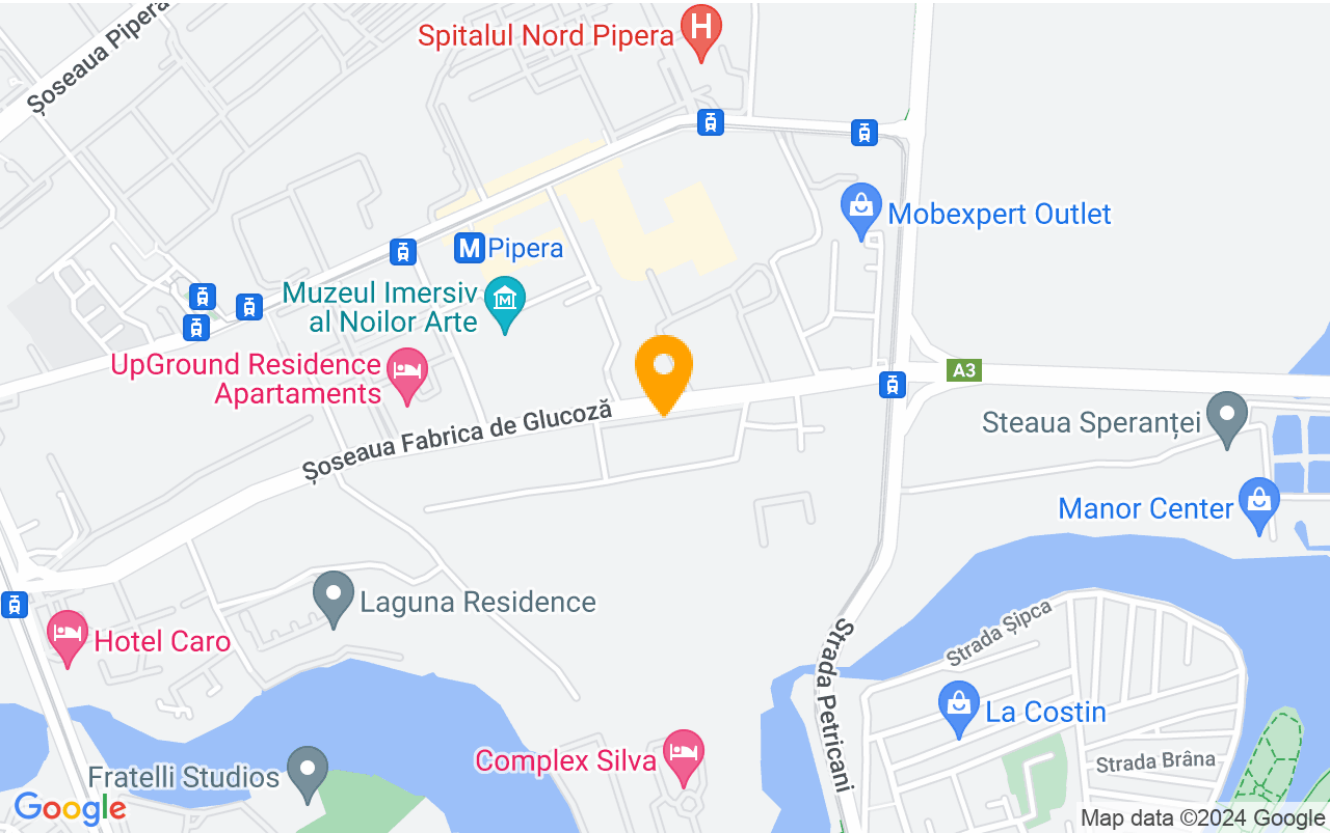 Șoseaua Pipera
Spitalul Nord Pipera
H
Mobexpert Outlet
M Pipera
Muzeul Imersiv
al Noilor Arte
M
UpGround Residence
Apartaments
A3
Șoseaua Fabrica de Glucoză
Steaua Speranței
Manor Center
Laguna Residence
Hotel Caro
Strada Șipca
Strada Petricani
La Costin
Complex Silva
Strada Brâna
Fratelli Studios
Google
Map data ©2024 Google